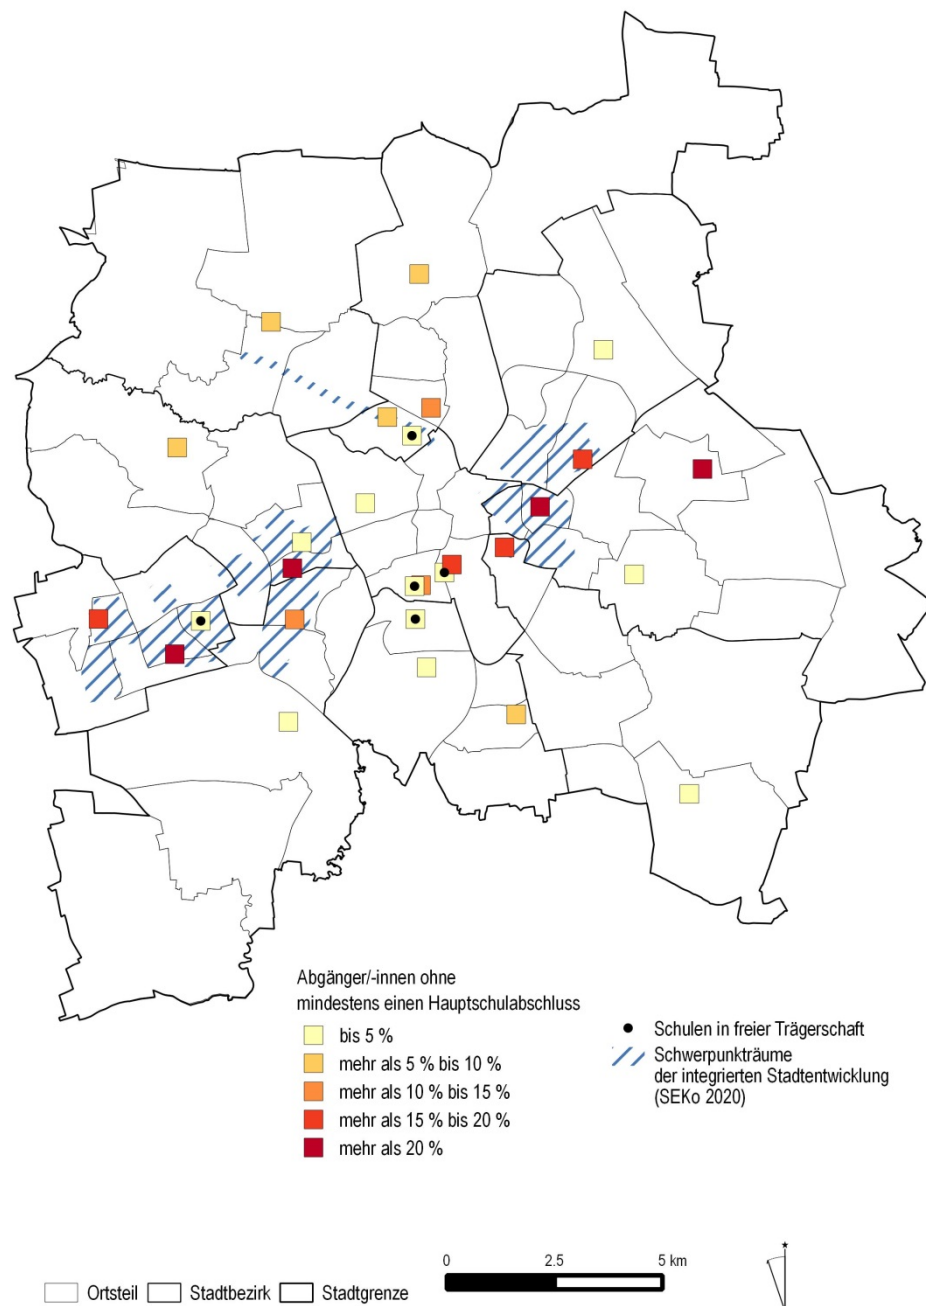 Abgänger/-innen ohne
mindestens einen Hauptschulabschluss
bis 5 %
mehr als 5 % bis 10 %
mehr als 10 % bis 15 %
mehr als 15 % bis 20 %
mehr als 20 %
Schulen in freier Trägerschaft
Schwerpunkträume
der integrierten Stadtentwicklung
(SEKo 2020)
0 2.5 5 km
Ortsteil Stadtbezirk Stadtgrenze